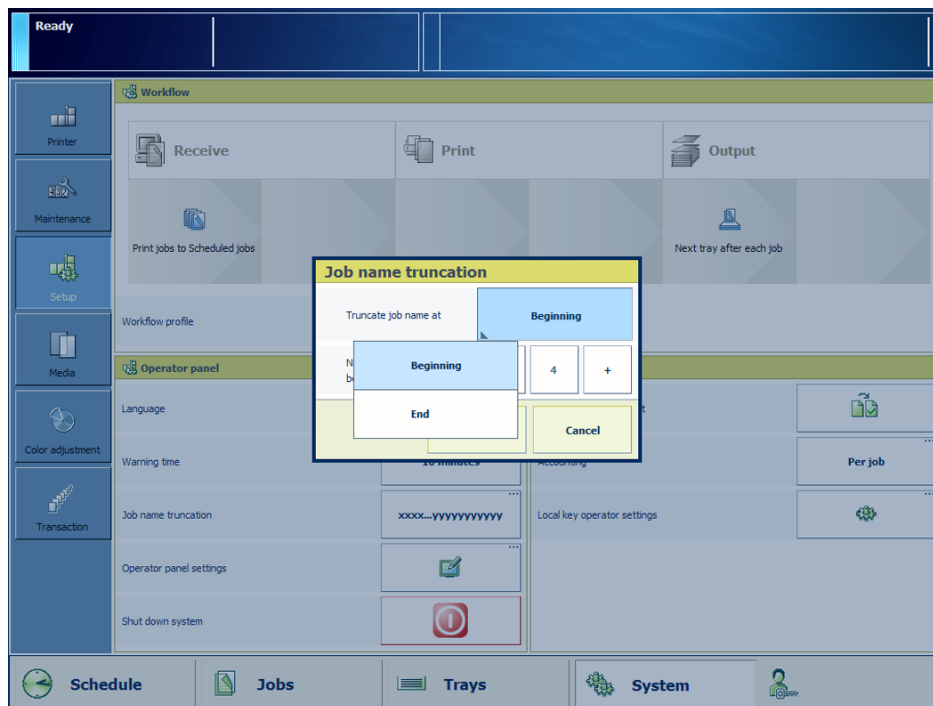 Ready
Workflow
Printer
Receive
Print
Output
Maintenance
Print jobs to Scheduled jobs
Next tray after each job
Setup
Job name truncation
Truncate job name at
Beginning
Workflow profile
Media
Operator panel
Beginning
4
+
Language
End
Cancel
Color adjustment
Warning time
Per job
Transaction
Job name truncation
xxxx...yyyyyyyyyyy
Local key operator settings
Operator panel settings
Shut down system
Schedule
Jobs
Trays
System